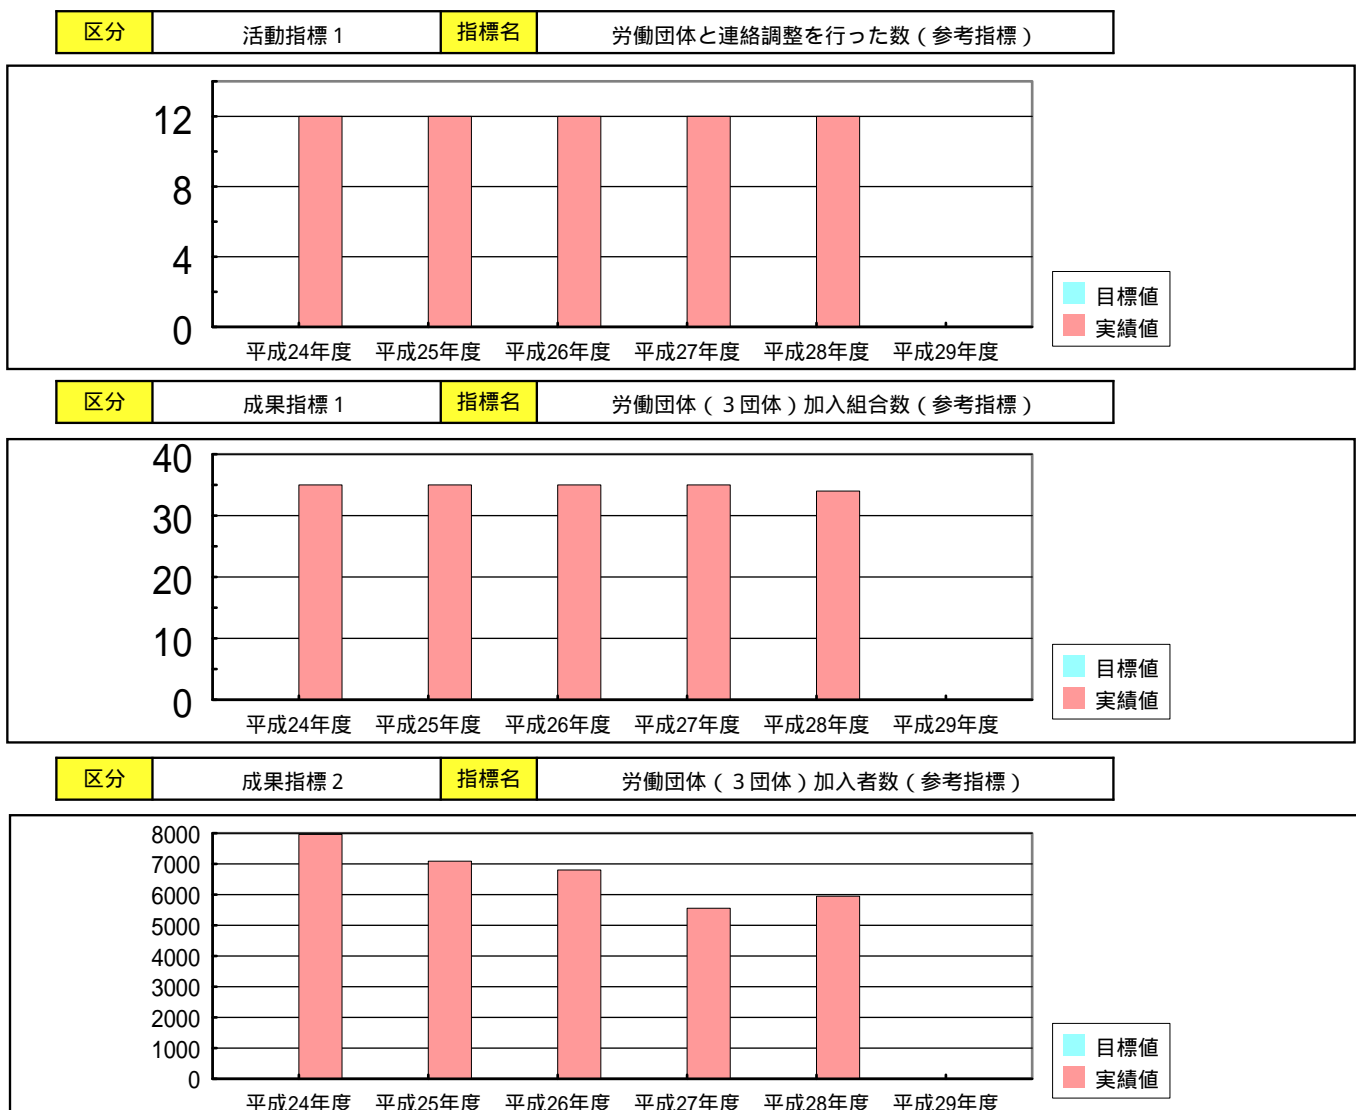 区分 活動指標１ 指標名 労働団体と連絡調整を行った数（参考指標）
12
8
4
0
平成24年度 平成25年度 平成26年度 平成27年度 平成28年度 平成29年度
目標値
実績値
区分 成果指標１ 指標名 労働団体（３団体）加入組合数（参考指標）
40
30
20
10
0
平成24年度 平成25年度 平成26年度 平成27年度 平成28年度 平成29年度
目標値
実績値
区分 成果指標２ 指標名 労働団体（３団体）加入者数（参考指標）
8000
7000
6000
5000
4000
3000
2000
1000
0
平成24年度 平成25年度 平成26年度 平成27年度 平成28年度 平成29年度
目標値
実績値